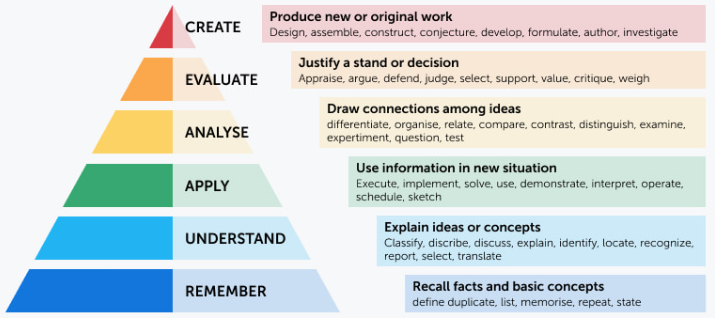 CREATE
Produce new or original work
Design, assemble, construct, conjecture, develop, formulate, author, investigate
EVALUATE
Justify a stand or decision
Appraise, argue, defend, judge, select, support, value, critique, weigh
ANALYSE
Draw connections among ideas
differentiate, organise, relate, compare, contrast, distinguish, examine,
expertiment, question, test
APPLY
Use information in new situation
Execute, implement, solve, use, demonstrate, interpret, operate,
schedule, sketch
UNDERSTAND
Explain ideas or concepts
Classify, discribe, discuss, explain, identify, locate, recognize,
report, select, translate
REMEMBER
Recall facts and basic concepts
define duplicate, list, memorise, repeat, state